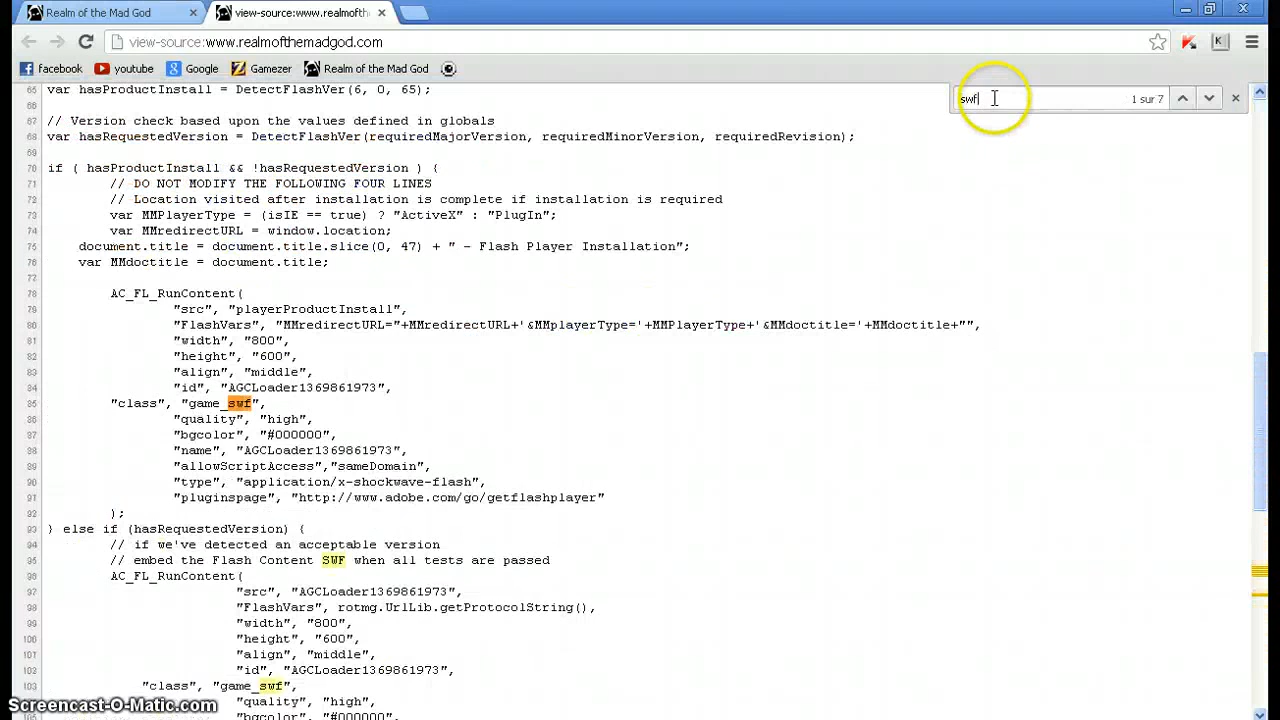 Realm of the Mad God
view-source:www.realmofthe
view-source:www.realmofthemadgod.com
facebook youtube Google Gamezer Realm of the Mad God
swf 1 sur 7
65 var hasProductInstall = DetectFlashVer(6, 0, 65);
66
67 // Version check based upon the values defined in globals
68 var hasRequestedVersion = DetectFlashVer(requiredMajorVersion, requiredMinorVersion, requiredRevision);
69
70 if ( hasProductInstall && !hasRequestedVersion ) {
71 // DO NOT MODIFY THE FOLLOWING FOUR LINES
72 // Location visited after installation is complete if installation is required
73 var MMPlayerType = (isIE == true) ? "ActiveX" : "PlugIn";
74 var MMredirectURL = window.location;
75 document.title = document.title.slice(0, 47) + " - Flash Player Installation";
76 var MMdoctitle = document.title;
77
78 AC_FL_RunContent(
79 "src", "playerProductInstall",
80 "FlashVars", "MMredirectURL="+MMredirectURL+'&MMplayerType='+MMPlayerType+'&MMdoctitle='+MMdoctitle+"",
81 "width", "800",
82 "height", "600",
83 "align", "middle",
84 "id", "AGCLoader1369861973",
85 "class", "game_swf",
86 "quality", "high",
87 "bgcolor", "#000000",
88 "name", "AGCLoader1369861973",
89 "allowScriptAccess","sameDomain",
90 "type", "application/x-shockwave-flash",
91 "pluginspage", "http://www.adobe.com/go/getflashplayer"
92 );
93 } else if (hasRequestedVersion) {
94 // if we've detected an acceptable version
95 // embed the Flash Content SWF when all tests are passed
96 AC_FL_RunContent(
97 "src", "AGCLoader1369861973",
98 "FlashVars", rotmg.UrlLib.getProtocolString(),
99 "width", "800",
100 "height", "600",
101 "align", "middle",
102 "id", "AGCLoader1369861973",
103 "class", "game_swf",
"quality", "high",
"bgcolor", "#000000",
Screencast-O-Matic.com